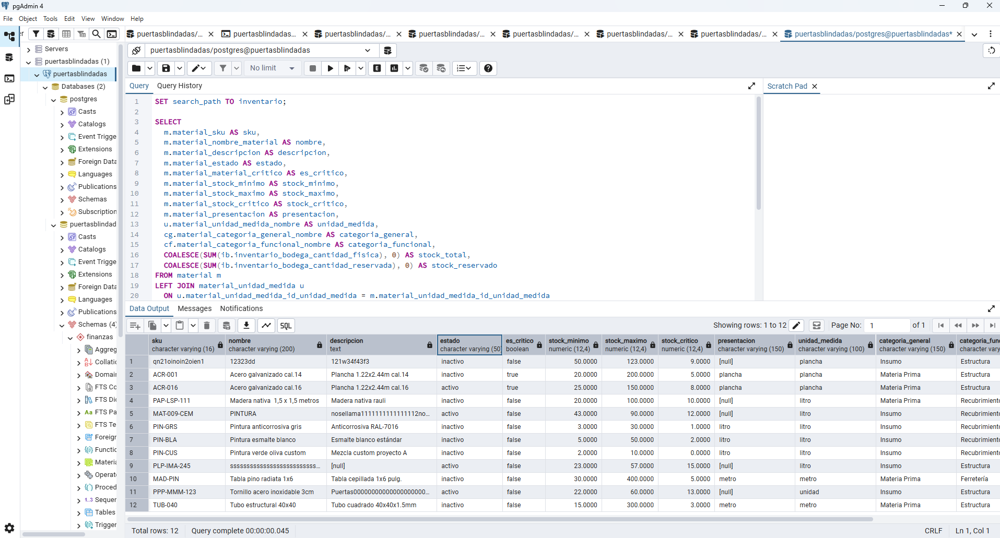 pgAdmin 4
File Object Tools Edit View Window Help
er
puertasblindadas/... puertasblindadas... puertasblindadas/... puertasblindadas/... puertasblindadas/... puertasblindadas/... puertasblindadas/... puertasblindadas/postgres@puertasblindadas*
Servers
puertasblindadas (1)
puertasblindadas
Databases (2)
postgres
Casts
Catalogs
Event Trigge
Extensions
Foreign Data
Languages
Publications
Schemas
Subscription
puertasblindad
Casts
Catalogs
Event Trigge
Extensions
Foreign Data
Languages
Publications
Schemas (4)
finanzas
Aggreg
Collatio
Domain
FTS Co
FTS Dic
FTS Pa
FTS Te
Foreign
Functio
Materia
Operat
Proced
1..3 Sequen
Tables
Trigger
puertasblindadas/postgres@puertasblindadas
No limit
Query Query History
Scratch Pad
1 SET search_path TO inventario;
2
3 SELECT
4 m.material_sku AS sku,
5 m.material_nombre_material AS nombre,
6 m.material_descripcion AS descripcion,
7 m.material_estado AS estado,
8 m.material_material_critico AS es_critico,
9 m.material_stock_minimo AS stock_minimo,
10 m.material_stock_maximo AS stock_maximo,
11 m.material_stock_critico AS stock_critico,
12 m.material_presentacion AS presentacion,
13 u.material_unidad_medida_nombre AS unidad_medida,
14 cg.material_categoria_general_nombre AS categoria_general,
15 cf.material_categoria_funcional_nombre AS categoria_funcional,
16 COALESCE(SUM(ib.inventario_bodega_cantidad_fisica), 0) AS stock_total,
17 COALESCE(SUM(ib.inventario_bodega_cantidad_reservada), 0) AS stock_reservado
18 FROM material m
19 LEFT JOIN material_unidad_medida u
20 ON u.material_unidad_medida_id_unidad_medida = m.material_unidad_medida_id_unidad_medida
Data Output Messages Notifications
SQL
Showing rows: 1 to 12 Page No: 1 of 1
sku nombre descripcion estado es_critico stock_minimo stock_maximo stock_critico presentacion unidad_medida categoria_general categoria_func
character varying (16) character varying (200) text character varying (50) boolean numeric (12,4) numeric (12,4) numeric (12,4) character varying (150) character varying (100) character varying (150) character vary
1 qn21oinoin2oien1 12323dd 121w34f43f3 inactivo false 50.0000 123.0000 9.0000 [null] plancha Insumo Estructura
2 ACR-001 Acero galvanizado cal.14 Plancha 1.22x2.44m cal.14 inactivo true 20.0000 200.0000 5.0000 plancha plancha Materia Prima Estructura
3 ACR-016 Acero galvanizado cal.16 Plancha 1.22x2.44m cal.16 activo true 25.0000 150.0000 8.0000 plancha plancha Materia Prima Estructura
4 PAP-LSP-111 Madera nativa 1,5 x 1,5 metros Madera nativa rauli inactivo false 20.0000 100.0000 10.0000 [null] litro Materia Prima Recubrimiento
5 MAT-009-CEM PINTURA nosellama1111111111111112no... activo false 43.0000 90.0000 12.0000 [null] litro Insumo Recubrimiento
6 PIN-GRS Pintura anticorrosiva gris Anticorrosiva RAL-7016 inactivo false 3.0000 30.0000 1.0000 litro litro Insumo Recubrimiento
7 PIN-BLA Pintura esmalte blanco Esmalte blanco estándar inactivo false 5.0000 50.0000 2.0000 litro litro Insumo Recubrimiento
8 PIN-CUS Pintura verde oliva custom Mezcla custom proyecto A inactivo false 2.0000 10.0000 0.0000 litro litro Insumo Recubrimiento
9 PLP-IMA-245 sssssssssssssssssssssssssss... [null] activo false 23.0000 57.0000 15.0000 [null] litro Insumo Estructura
10 MAD-PIN Tabla pino radiata 1x6 Tabla cepillada 1x6 pulg. inactivo false 30.0000 400.0000 5.0000 metro metro Materia Prima Ferretería
11 PPP-MMM-123 Tornillo acero inoxidable 3cm Puertas00000000000000000000... activo false 22.0000 60.0000 13.0000 [null] unidad Insumo Estructura
12 TUB-040 Tubo estructural 40x40 Tubo cuadrado 40x40x1.5mm inactivo false 15.0000 300.0000 3.0000 metro metro Materia Prima Estructura
Total rows: 12 Query complete 00:00:00.045 CRLF Ln 1, Col 1